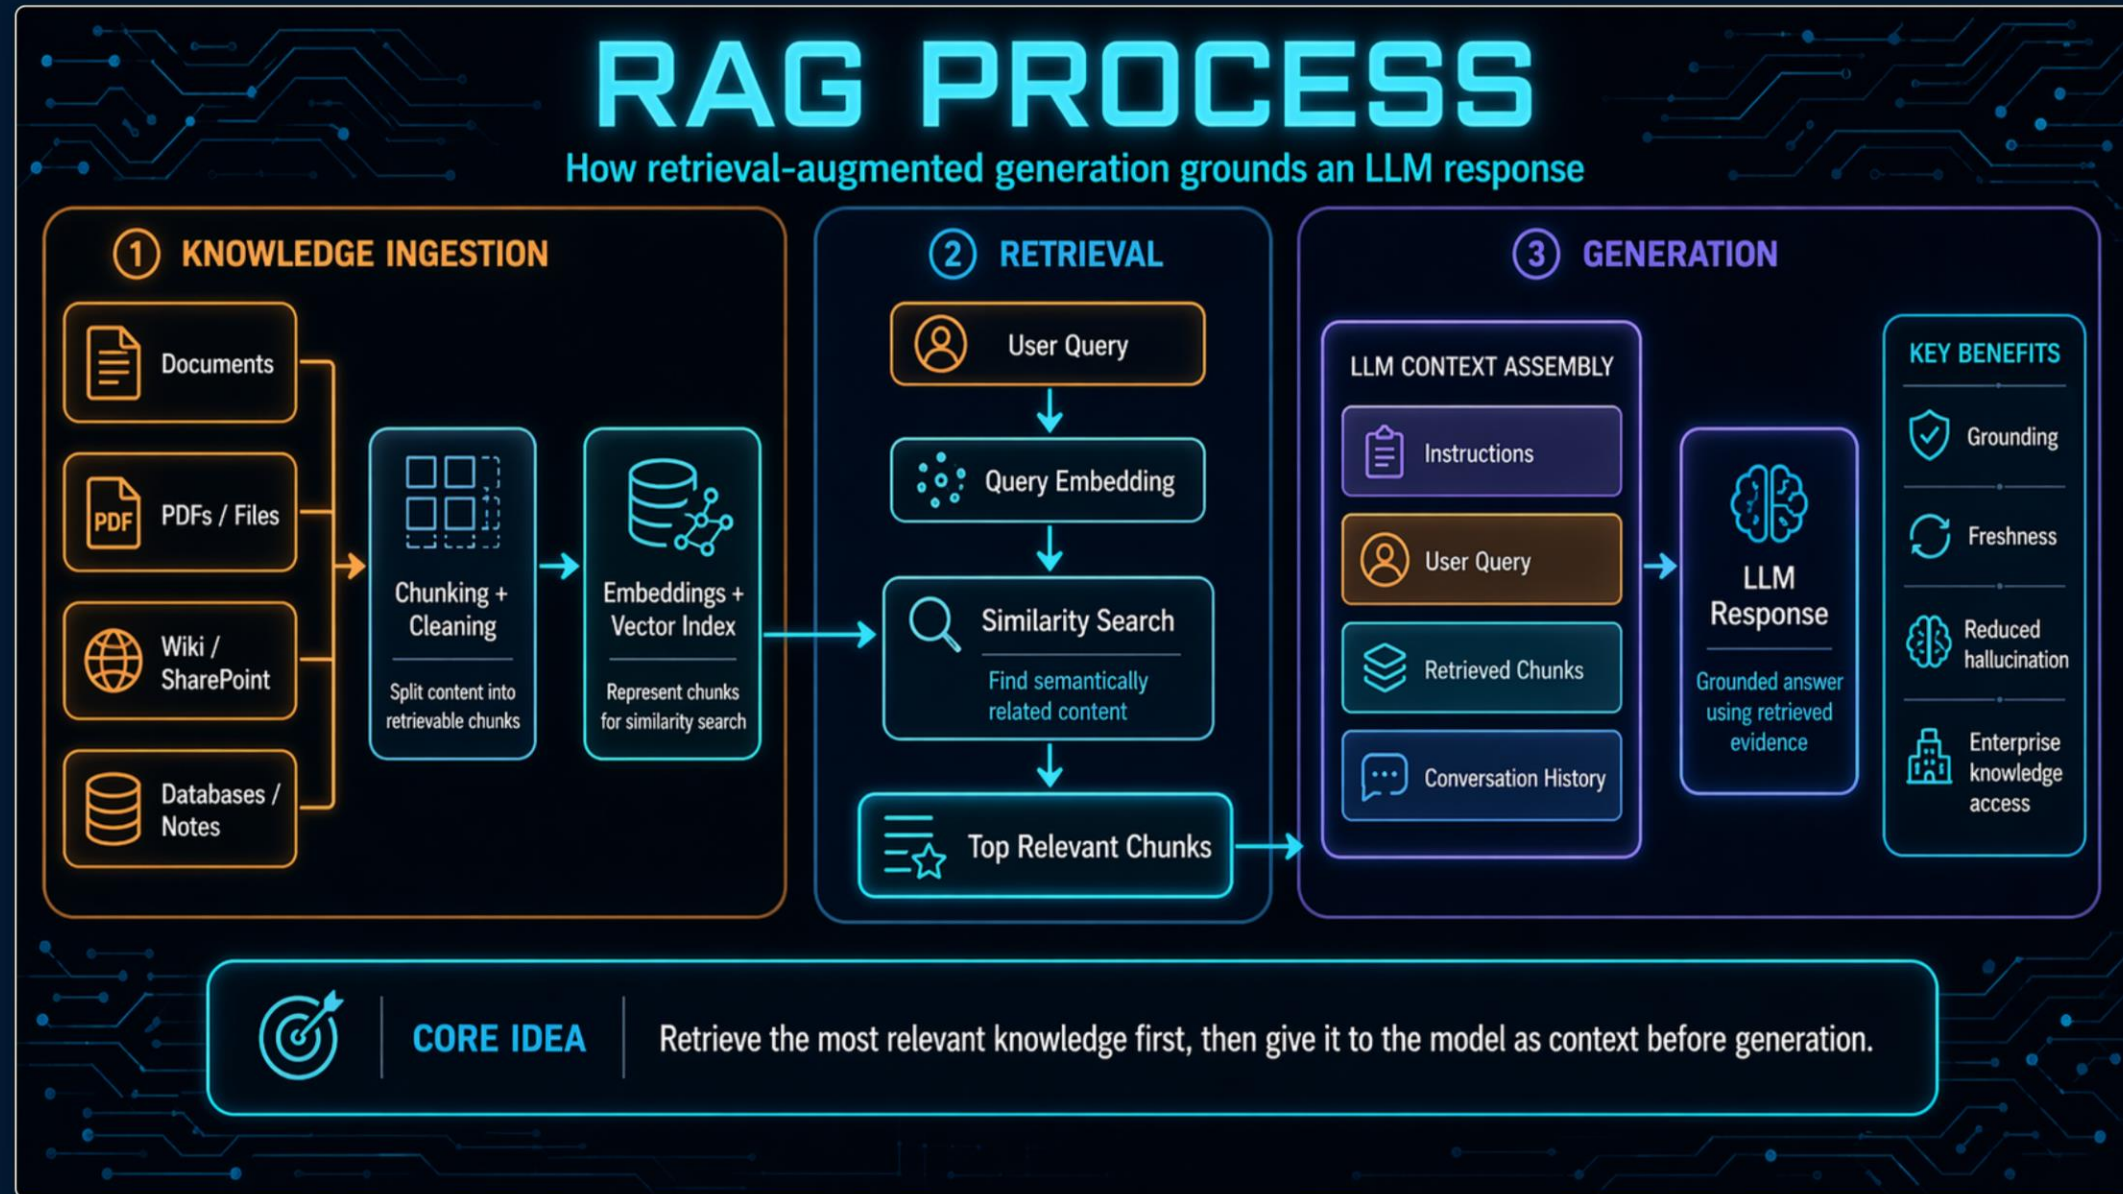 RAG PROCESS
How retrieval-augmented generation grounds an LLM response
1 KNOWLEDGE INGESTION
Documents
PDF
PDFs / Files
Wiki /
SharePoint
Databases /
Notes
Chunking +
Cleaning
Split content into
retrievable chunks
Embeddings +
Vector Index
Represent chunks
for similarity search
2 RETRIEVAL
User Query
Query Embedding
Similarity Search
Find semantically
related content
Top Relevant Chunks
3 GENERATION
LLM CONTEXT ASSEMBLY
Instructions
User Query
Retrieved Chunks
Conversation History
LLM
Response
Grounded answer
using retrieved
evidence
KEY BENEFITS
Grounding
Freshness
Reduced
hallucination
Enterprise
knowledge
access
CORE IDEA
Retrieve the most relevant knowledge first, then give it to the model as context before generation.